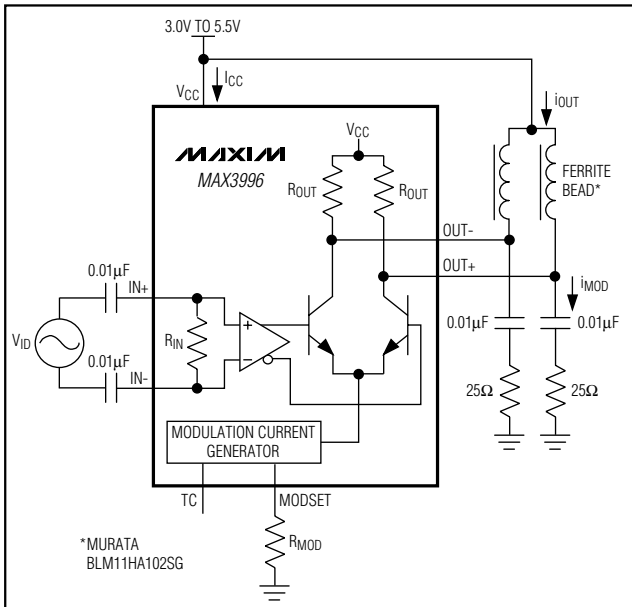 3.0V TO 5.5V
ICC
VCC
iOUT
VCC
MAXIM
MAX3996
ROUT
ROUT
FERRITE
BEAD*
OUT-
OUT+
0.01µF
IN+
iMOD
0.01µF
0.01µF
VID
RIN
+
−
0.01µF
IN-
25Ω
25Ω
MODULATION CURRENT
GENERATOR
TC
MODSET
RMOD
*MURATA
BLM11HA102SG